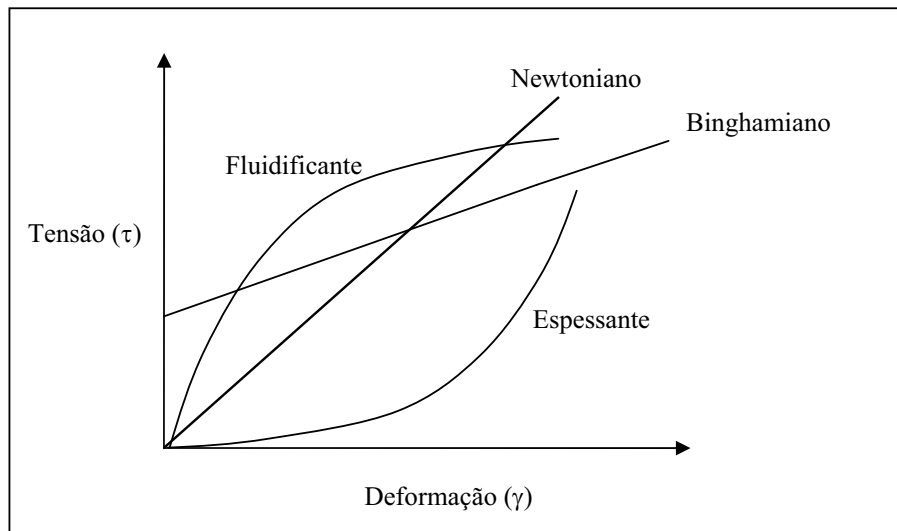 Newtoniano
Binghamiano
Fluidificante
Tensão (τ)
Espessante
Deformação (γ)